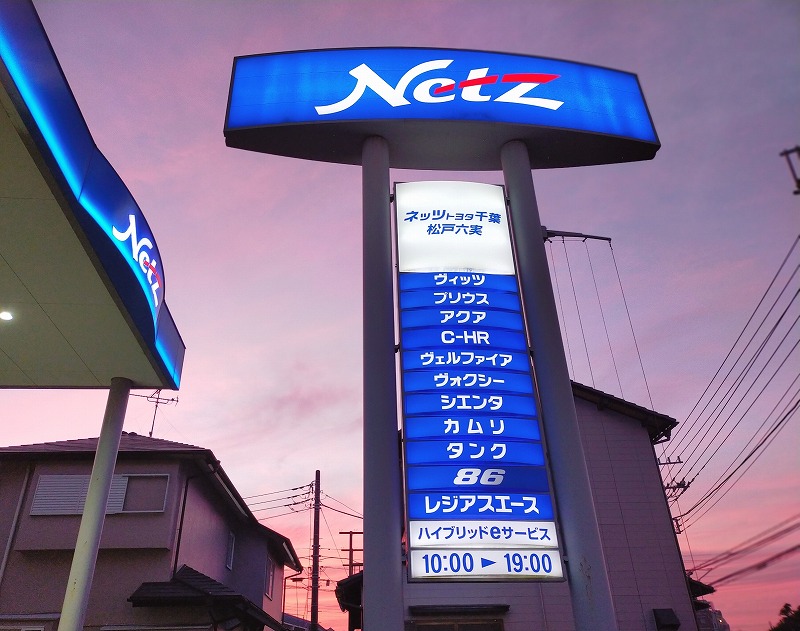 Netz
Netz
ネッツトヨタ千葉
松戸六実
ヴィッツ
プリウス
アクア
C-HR
ヴェルファイア
ヴォクシー
シエンタ
カムリ
タンク
86
レジアスエース
ハイブリッドeサービス
10:00 ► 19:00